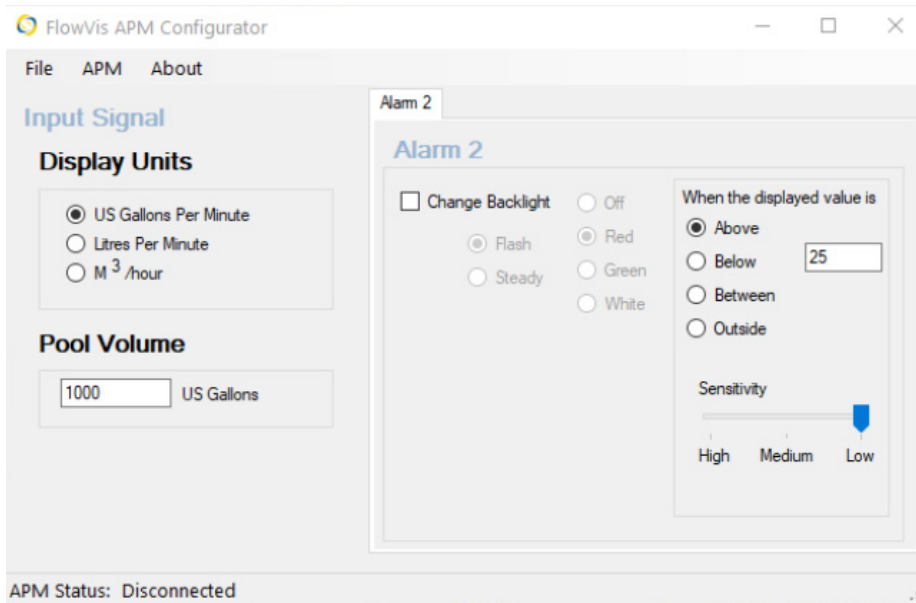 FlowVis APM Configurator
File APM About
Input Signal
Display Units
US Gallons Per Minute
Litres Per Minute
M 3 /hour
Pool Volume
1000 US Gallons
Alarm 2
Alarm 2
Change Backlight
Flash
Steady
Off
Red
Green
White
When the displayed value is
Above
Below
25
Between
Outside
Sensitivity
High Medium Low
APM Status: Disconnected